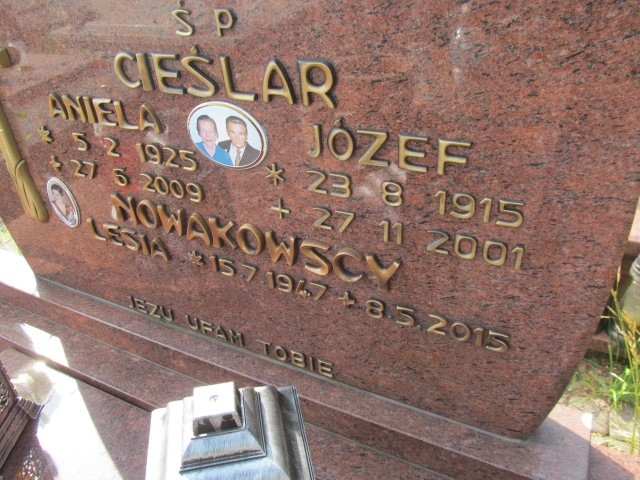 Ś P
CIEŚLAR
ANIELA JÓZEF
* 5 2 1925 * 23 8 1915
+ 27 6 2009 + 27 11 2001
NOWAKOWSCY
LESIA * 15.7 1947 + 8.5.2015
JEZU UFAM TOBIE